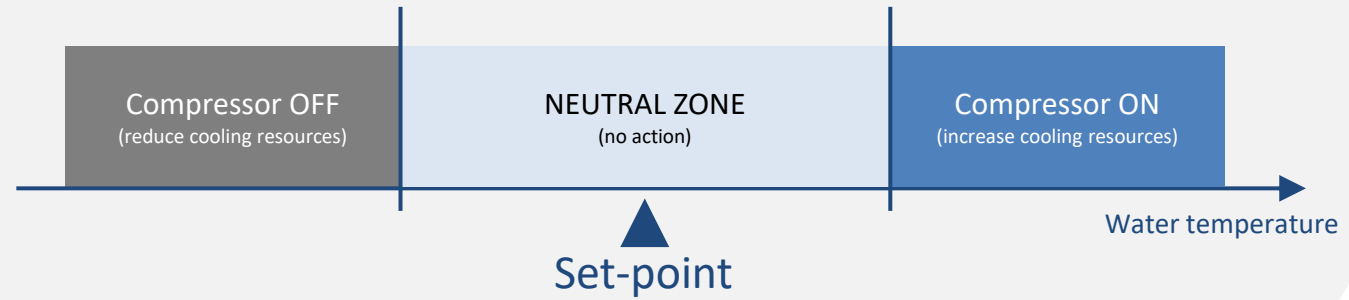 Compressor OFF
(reduce cooling resources)
NEUTRAL ZONE
(no action)
Compressor ON
(increase cooling resources)
Water temperature
Set-point